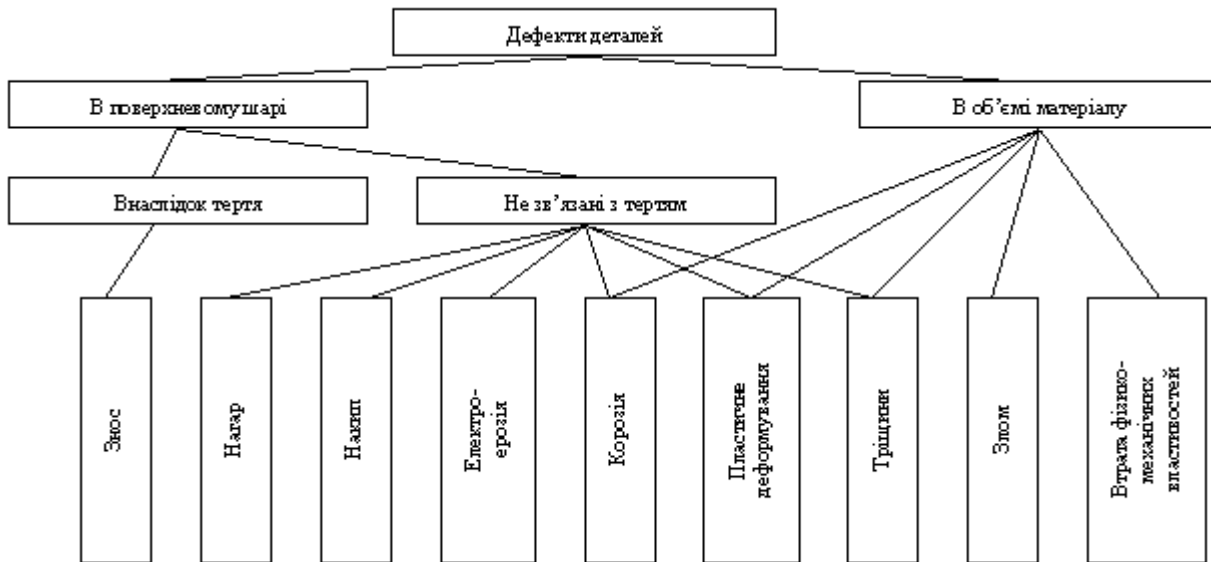 Дефекти деталей
В поверхневому шарі
В об’ємі матеріалу
Внаслідок тертя
Не зв’язані з тертям
Знос
Нагар
Накип
Електро-
ерозія
Корозія
Пластичне
деформування
Тріщини
Злом
Втрата фізико-
механічних
властивостей